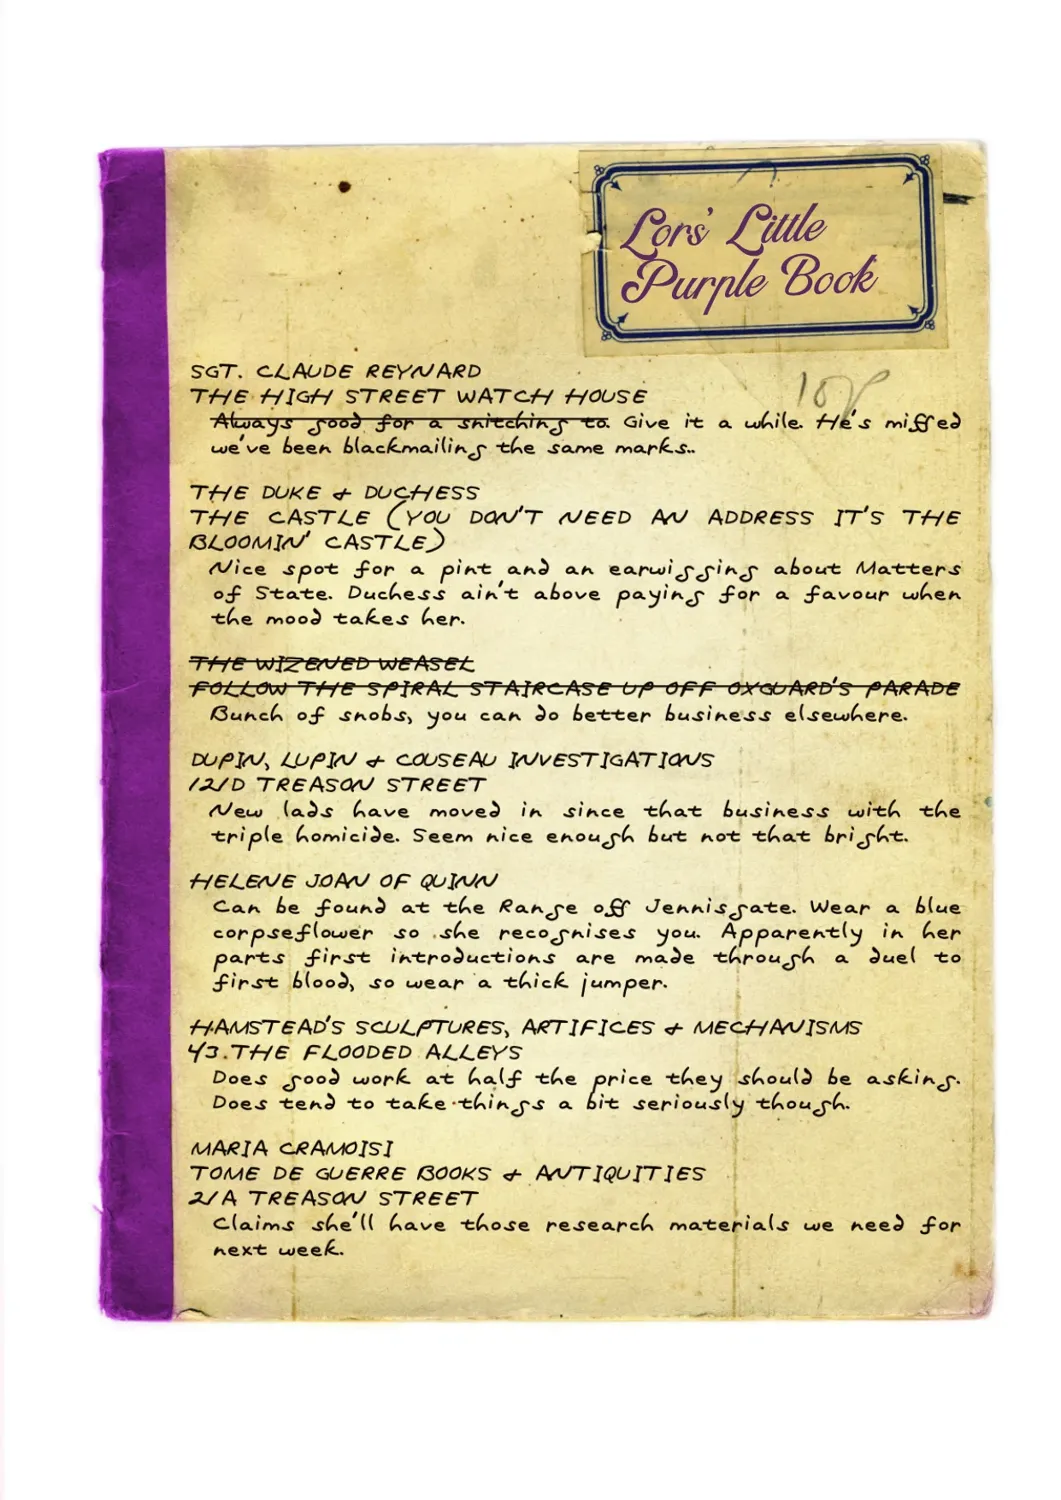 Lors' Little
Purple Book
SGT. CLAUDE REYNARD
THE HIGH STREET WATCH HOUSE
Always good for a snitching to. Give it a while. He's miffed
we've been blackmailing the same marks..
THE DUKE & DUCHESS
THE CASTLE (YOU DON'T NEED AN ADDRESS IT'S THE
BLOOMIN' CASTLE)
Nice spot for a pint and an earwigging about Matters
of State. Duchess ain't above paying for a favour when
the mood takes her.
THE WIZENED WEASEL
FOLLOW THE SPIRAL STAIRCASE UP OFF OXGUARD'S PARADE
Bunch of snobs, you can do better business elsewhere.
DUPIN, LUPIN & COUSEAU INVESTIGATIONS
121D TREASON STREET
New lads have moved in since that business with the
triple homicide. Seem nice enough but not that bright.
HELENE JOAN OF QUINN
Can be found at the Range off Jennisgate. Wear a blue
corpseflower so she recognises you. Apparently in her
parts first introductions are made through a duel to
first blood, so wear a thick jumper.
HAMSTEAD'S SCULPTURES, ARTIFICES & MECHANISMS
43 THE FLOODED ALLEYS
Does good work at half the price they should be asking.
Does tend to take things a bit seriously though.
MARIA CRAMOISI
TOME DE GUERRE BOOKS & ANTIQUITIES
21A TREASON STREET
Claims she'll have those research materials we need for
next week.